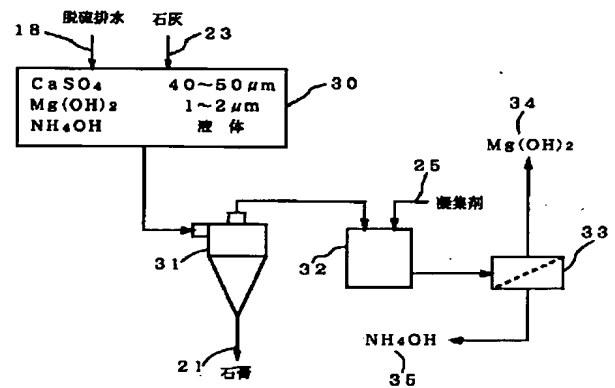 脱硫排水 石灰
18 23
CaSO₄ 40～50μm 30
Mg(OH)₂ 1～2μm
NH₄OH 液体
34
Mg(OH)₂
25
凝集剤
31 32 33
NH₄OH
35
21
石膏